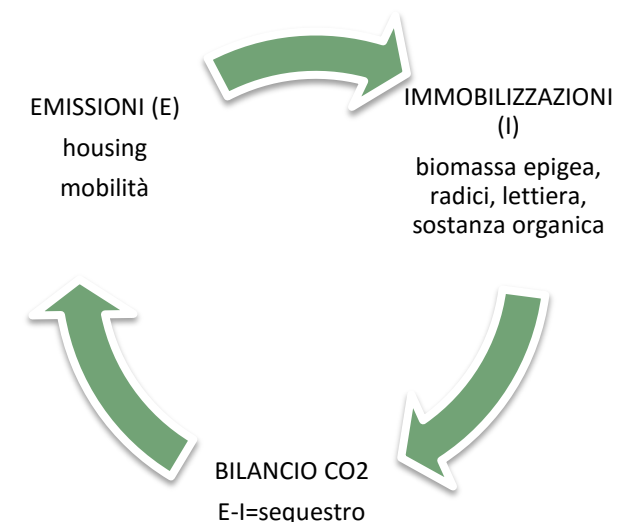 EMISSIONI (E)
housing
mobilità
IMMOBILIZZAZIONI
(I)
biomassa epigea,
radici, lettiera,
sostanza organica
BILANCIO CO2
E-I=sequestro